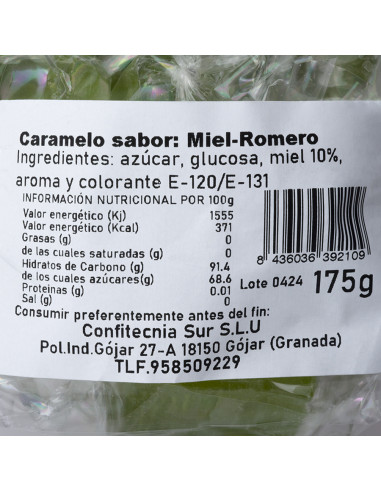 Caramelo sabor: Miel-Romero
Ingredientes: azúcar, glucosa, miel 10%,
aroma y colorante E-120/E-131
INFORMACIÓN NUTRICIONAL POR 100g
Valor energético (Kj) 1555
Valor energético (Kcal) 371
Grasas (g) 0
de las cuales saturadas (g) 0
Hidratos de Carbono (g) 91.4
de los cuales azúcares(g) 68.6
Proteinas (g) 0.01
Sal (g) 0
8 436036 392109
Lote 0424 175g
Consumir preferentemente antes del fin:
Confitecnia Sur S.L.U
Pol.Ind.Gójar 27-A 18150 Gójar (Granada)
TLF.958509229